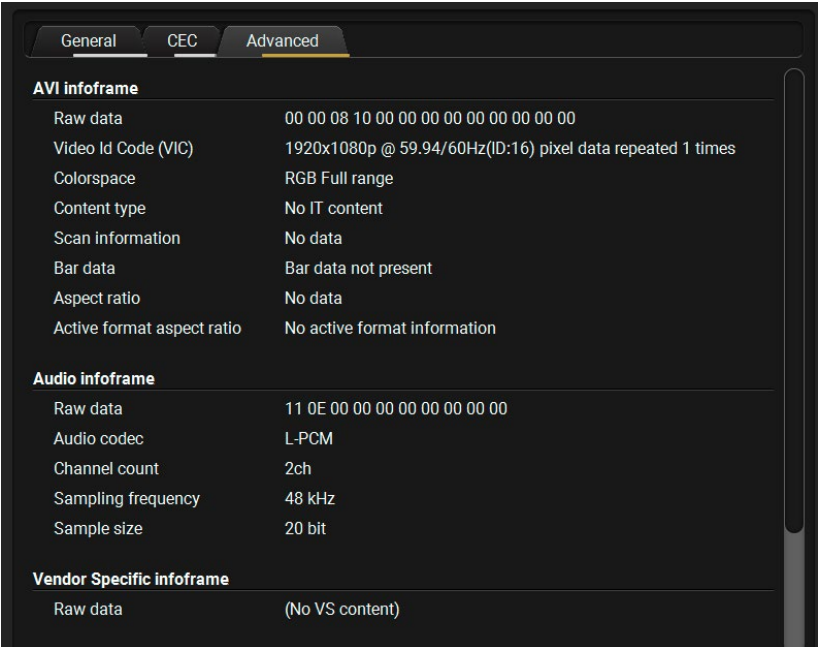 General CEC Advanced
AVI infoframe
Raw data 00 00 08 10 00 00 00 00 00 00 00 00 00
Video Id Code (VIC) 1920x1080p @ 59.94/60Hz(ID:16) pixel data repeated 1 times
Colorspace RGB Full range
Content type No IT content
Scan information No data
Bar data Bar data not present
Aspect ratio No data
Active format aspect ratio No active format information
Audio infoframe
Raw data 11 0E 00 00 00 00 00 00 00 00
Audio codec L-PCM
Channel count 2ch
Sampling frequency 48 kHz
Sample size 20 bit
Vendor Specific infoframe
Raw data (No VS content)